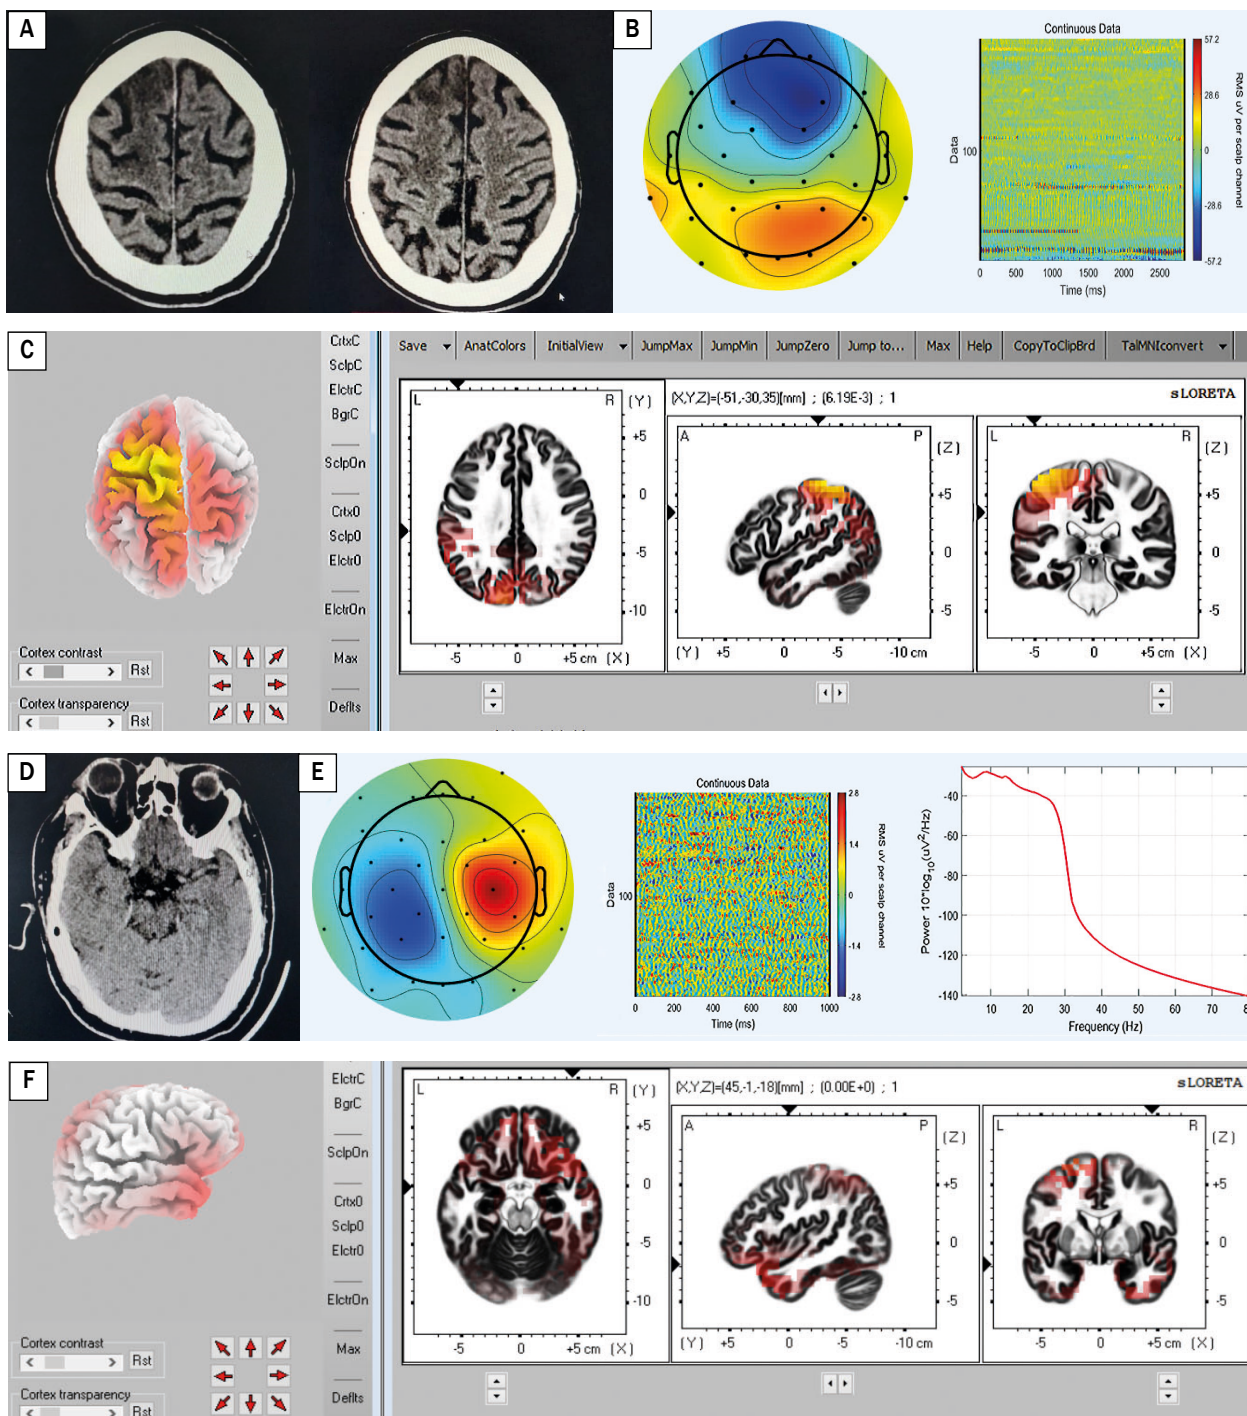 A
B
Continuous Data
Data
100
0 500 1000 1500 2000 2500
Time (ms)
57.2
28.6
0
-28.6
-57.2
RMS uV per scalp channel
C
CrtxC
SclpC
ElctrC
BgrC
SclpOn
Crtx0
Sclp0
Elctr0
ElctrOn
Max
Deflts
Cortex contrast
Rst
Cortex transparency
Rst
Save AnatColors InitialView JumpMax JumpMin JumpZero Jump to... Max Help CopyToClipBrd TalMNIconvert
L R (Y)
+5
0
-5
-10
-5 0 +5 cm (X)
(X,Y,Z)=(-51,-30,35)[mm] ; (6.19E-3) ; 1
sLORETA
A P (Z)
+5
0
-5
(Y) +5 0 -5 -10 cm
L R (Z)
+5
0
-5
-5 0 +5 cm (X)
D
E
Continuous Data
Data
100
0 200 400 600 800 1000
Time (ms)
2.8
1.4
0
-1.4
-2.8
RMS uV per scalp channel
Power 10*log10(uV2/Hz)
-40
-60
-80
-100
-120
-140
10 20 30 40 50 60 70
Frequency (Hz)
F
ElctrC
BgrC
SclpOn
Crtx0
Sclp0
Elctr0
ElctrOn
Max
Deflts
Cortex contrast
Rst
Cortex transparency
Rst
L R (Y)
+5
0
-5
-10
-5 0 +5 cm (X)
(X,Y,Z)=(45,-1,-18)[mm] ; (0.00E+0) ; 1
sLORETA
A P (Z)
+5
0
-5
(Y) +5 0 -5 -10 cm
L R (Z)
+5
0
-5
-5 0 +5 cm (X)